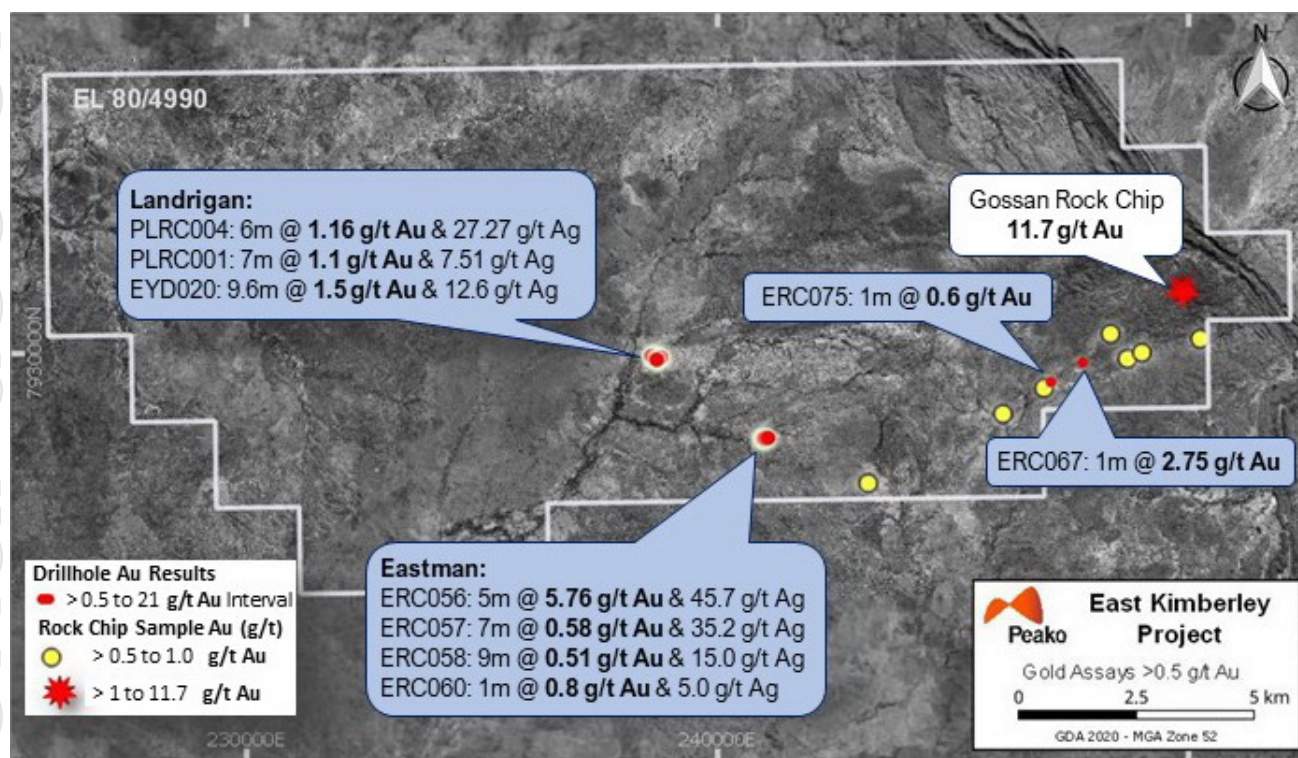 N
EL 80/4990
Landrigan:
PLRC004: 6m @ 1.16 g/t Au & 27.27 g/t Ag
PLRC001: 7m @ 1.1 g/t Au & 7.51 g/t Ag
EYD020: 9.6m @ 1.5 g/t Au & 12.6 g/t Ag
Gossan Rock Chip
11.7 g/t Au
ERC075: 1m @ 0.6 g/t Au
7930000N
ERC067: 1m @ 2.75 g/t Au
Eastman:
ERC056: 5m @ 5.76 g/t Au & 45.7 g/t Ag
ERC057: 7m @ 0.58 g/t Au & 35.2 g/t Ag
ERC058: 9m @ 0.51 g/t Au & 15.0 g/t Ag
ERC060: 1m @ 0.8 g/t Au & 5.0 g/t Ag
Drillhole Au Results
> 0.5 to 21 g/t Au Interval
Rock Chip Sample Au (g/t)
> 0.5 to 1.0 g/t Au
> 1 to 11.7 g/t Au
230000E
240000E
Peako
East Kimberley
Project
Gold Assays >0.5 g/t Au
0 2.5 5 km
GDA 2020 - MGA Zone 52